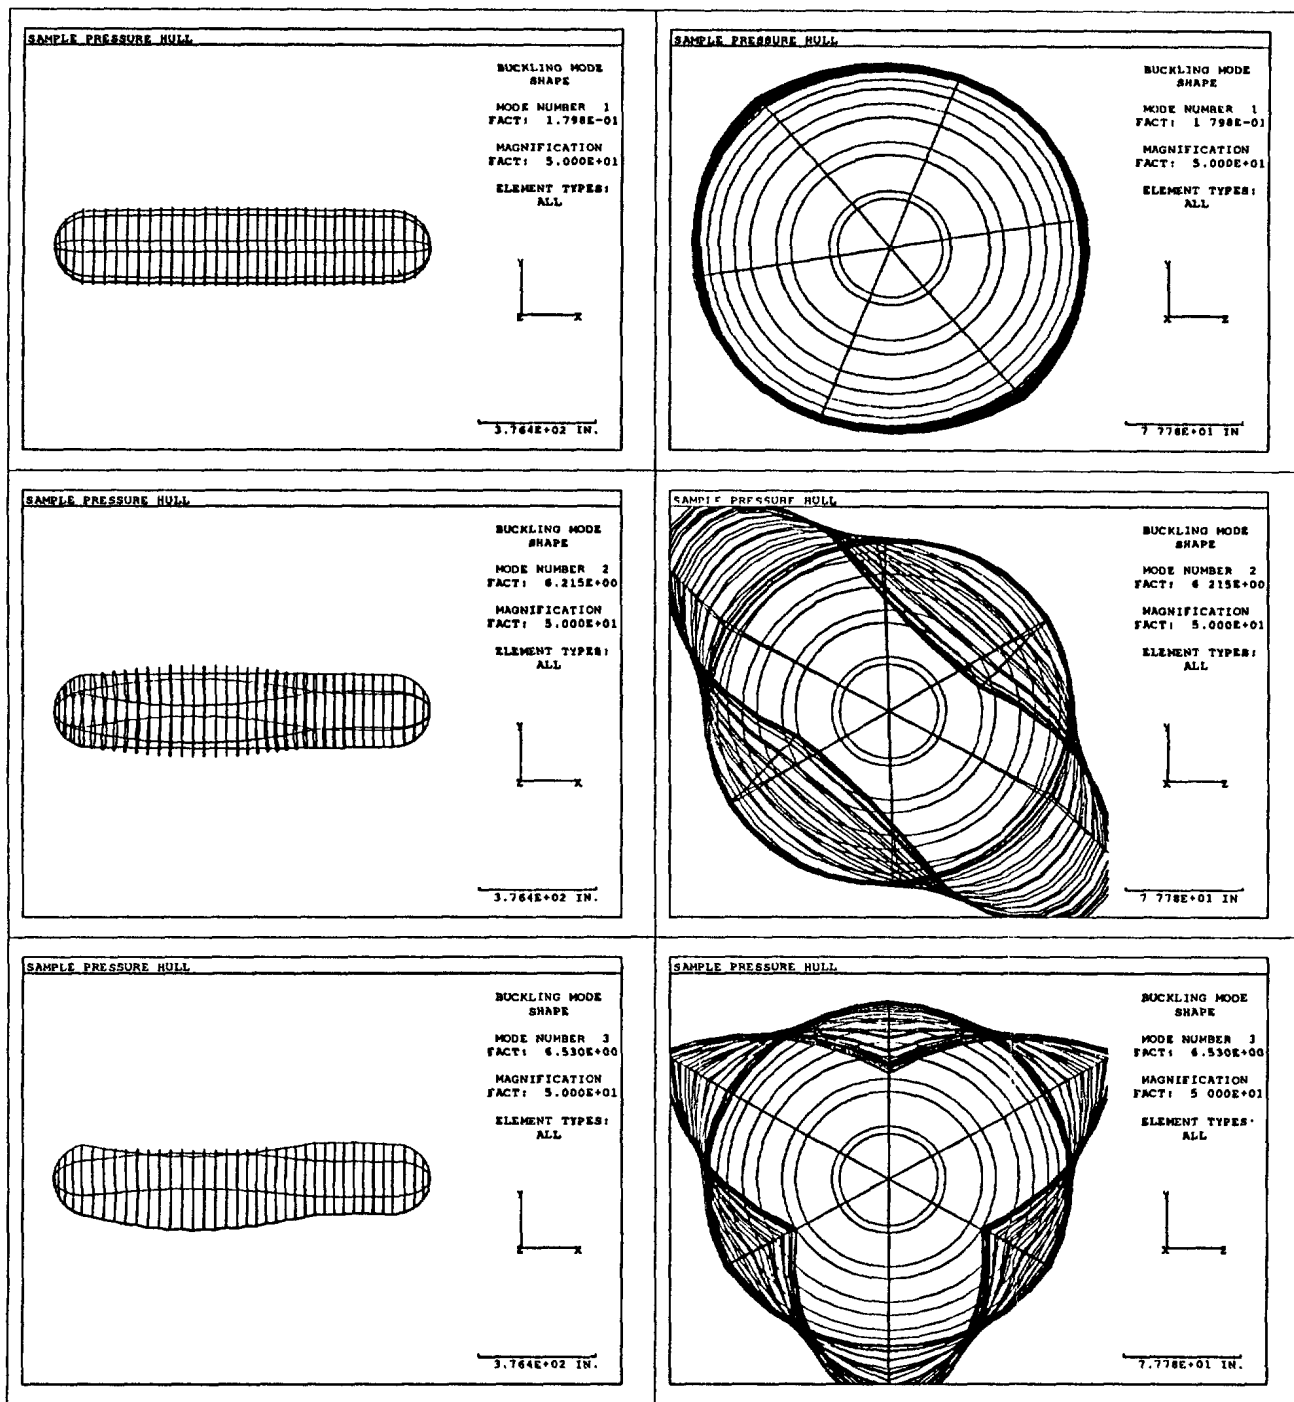 SAMPLE PRESSURE HULL
BUCKLING MODE
SHAPE
MODE NUMBER 1
FACT: 1.798E-01
MAGNIFICATION
FACT: 5.000E+01
ELEMENT TYPES:
ALL
Y
Z X
3.764E+02 IN.
SAMPLE PRESSURE HULL
BUCKLING MODE
SHAPE
MODE NUMBER 1
FACT: 1 798E-01
MAGNIFICATION
FACT: 5.000E+01
ELEMENT TYPES:
ALL
Y
X Z
7 778E+01 IN
SAMPLE PRESSURE HULL
BUCKLING MODE
SHAPE
MODE NUMBER 2
FACT: 6.215E+00
MAGNIFICATION
FACT: 5.000E+01
ELEMENT TYPES:
ALL
Y
Z X
3.764E+02 IN.
SAMPLE PRESSURE HULL
BUCKLING MODE
SHAPE
MODE NUMBER 2
FACT: 6 215E+00
MAGNIFICATION
FACT: 5.000E+01
ELEMENT TYPES:
ALL
Y
X Z
7 778E+01 IN
SAMPLE PRESSURE HULL
BUCKLING MODE
SHAPE
MODE NUMBER 3
FACT: 6.530E+00
MAGNIFICATION
FACT: 5.000E+01
ELEMENT TYPES:
ALL
Y
Z X
3.764E+02 IN.
SAMPLE PRESSURE HULL
BUCKLING MODE
SHAPE
MODE NUMBER 3
FACT: 6.530E+00
MAGNIFICATION
FACT: 5 000E+01
ELEMENT TYPES·
ALL
Y
X Z
7.778E+01 IN.